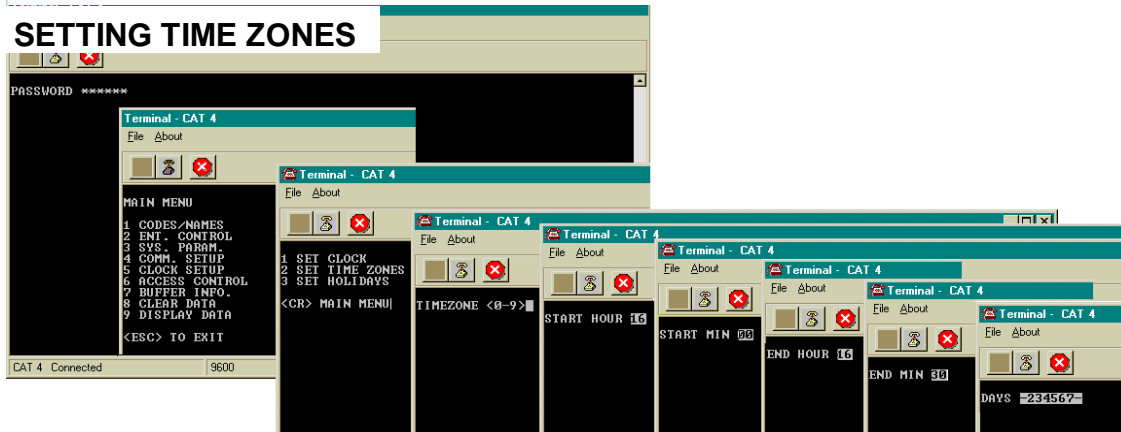 SETTING TIME ZONES
PASSWORD ******
CAT 4 Connected
9600
Terminal - CAT 4
File About
MAIN MENU
1 CODES/NAMES
2 ENT. CONTROL
3 SYS. PARAM.
4 COMM. SETUP
5 CLOCK SETUP
6 ACCESS CONTROL
7 BUFFER INFO.
8 CLEAR DATA
9 DISPLAY DATA
<ESC> TO EXIT
Terminal - CAT 4
File About
1 SET CLOCK
2 SET TIME ZONES
3 SET HOLIDAYS
<CR> MAIN MENU
Terminal - CAT 4
File About
TIMEZONE <0-9>
Terminal - CAT 4
File About
START HOUR 16
Terminal - CAT 4
File About
START MIN 00
Terminal - CAT 4
File About
END HOUR 16
Terminal - CAT 4
File About
END MIN 30
Terminal - CAT 4
File About
DAYS -234567-